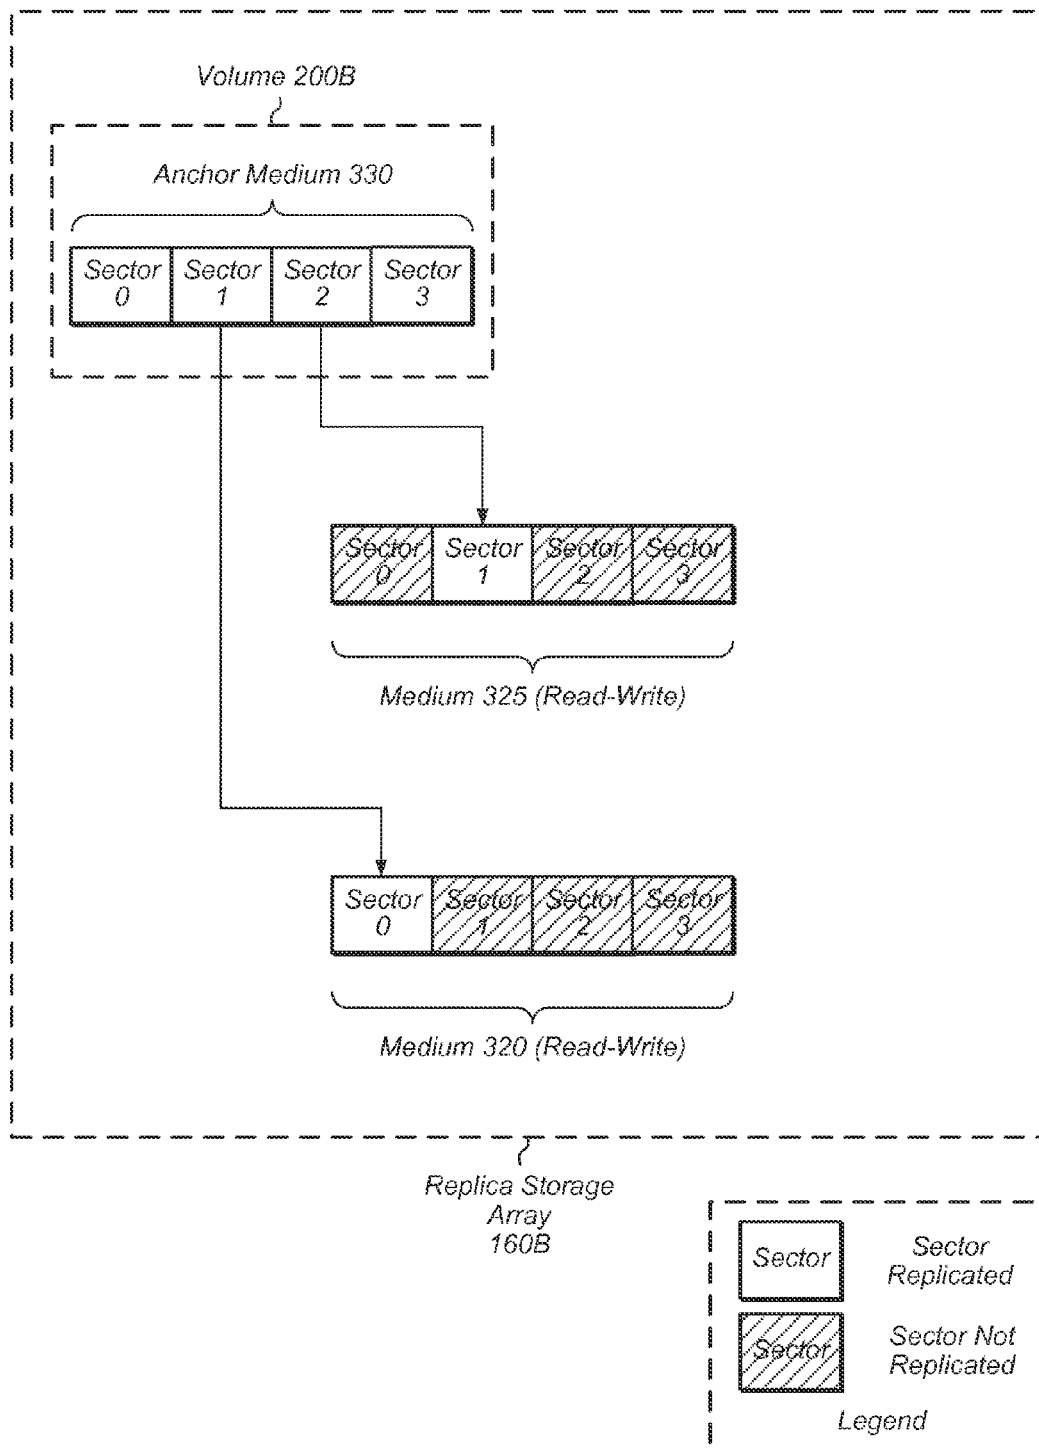 Volume 200B
Anchor Medium 330
Sector Sector Sector Sector
0 1 2 3
Sector Sector Sector Sector
0 1 2 3
Medium 325 (Read-Write)
Sector Sector Sector Sector
0 1 2 3
Medium 320 (Read-Write)
Replica Storage
Array
160B
Sector
Sector
Replicated
Sector
Sector Not
Replicated
Legend